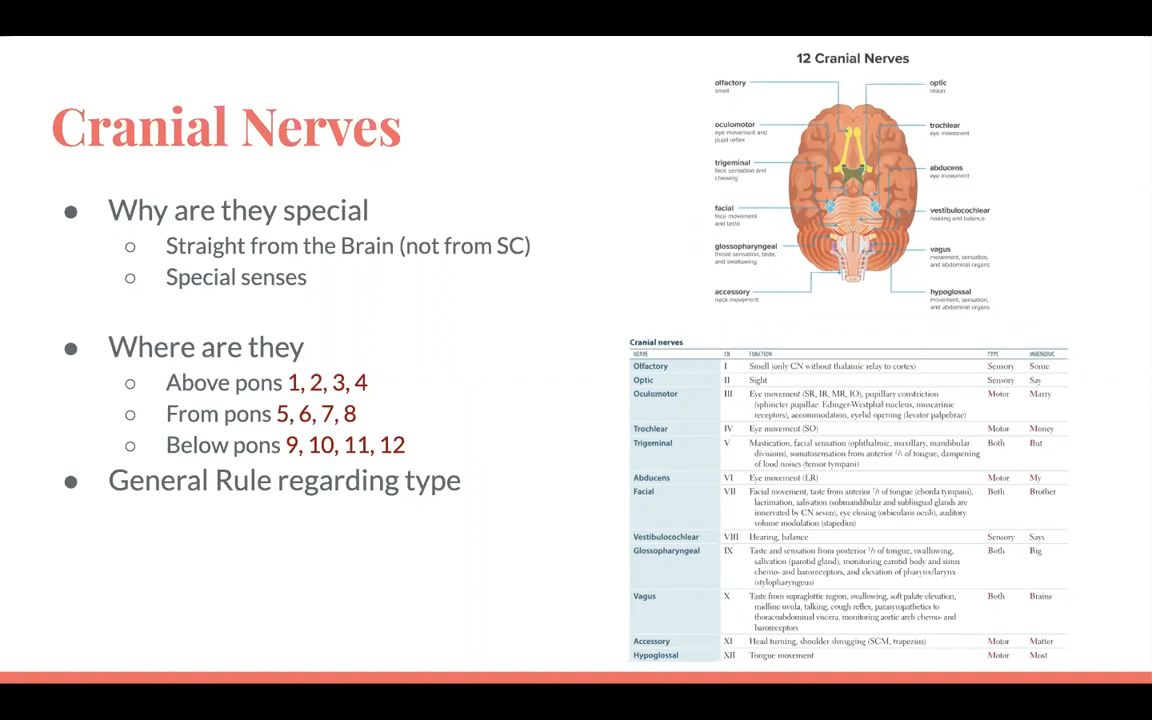 Cranial Nerves
● Why are they special
○ Straight from the Brain (not from SC)
○ Special senses
● Where are they
○ Above pons 1, 2, 3, 4
○ From pons 5, 6, 7, 8
○ Below pons 9, 10, 11, 12
● General Rule regarding type
12 Cranial Nerves
olfactory
smell
optic
vision
oculomotor
eye movement and
pupil reflex
trochlear
eye movement
trigeminal
face sensation and
chewing
abducens
eye movement
facial
face movement
and taste
vestibulocochlear
hearing and balance
glossopharyngeal
throat sensation, taste,
and swallowing
vagus
movement, sensation,
and abdominal organs
accessory
neck movement
hypoglossal
movement, sensation,
and abdominal organs
Cranial nerves
NERVE CN FUNCTION TYPE MNEMONIC
Olfactory I Smell (only CN without thalamic relay to cortex) Sensory Some
Optic II Sight Sensory Say
Oculomotor III Eye movement (SR, IR, MR, IO), pupillary constriction Motor Marry
(sphincter pupillae: Edinger-Westphal nucleus, muscarinic
receptors), accommodation, eyelid opening (levator palpebrae)
Trochlear IV Eye movement (SO) Motor Money
Trigeminal V Mastication, facial sensation (ophthalmic, maxillary, mandibular Both But
divisions), somatosensation from anterior 2/3 of tongue, dampening
of loud noises (tensor tympani)
Abducens VI Eye movement (LR) Motor My
Facial VII Facial movement, taste from anterior 2/3 of tongue (chorda tympani), Both Brother
lacrimation, salivation (submandibular and sublingual glands are
innervated by CN seven), eye closing (orbicularis oculi), auditory
volume modulation (stapedius)
Vestibulocochlear VIII Hearing, balance Sensory Says
Glossopharyngeal IX Taste and sensation from posterior 1/3 of tongue, swallowing, Both Big
salivation (parotid gland), monitoring carotid body and sinus
chemo- and baroreceptors, and elevation of pharynx/larynx
(stylopharyngeus)
Vagus X Taste from supraglottic region, swallowing, soft palate elevation, Both Brains
midline uvula, talking, cough reflex, parasympathetics to
thoracoabdominal viscera, monitoring aortic arch chemo- and
baroreceptors
Accessory XI Head turning, shoulder shrugging (SCM, trapezius) Motor Matter
Hypoglossal XII Tongue movement Motor Most